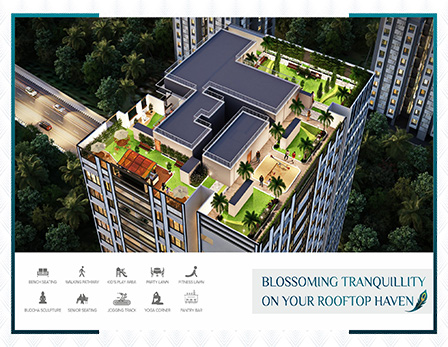 BENCH SEATING
WALKING PATHWAY
KID'S PLAY AREA
PARTY LAWN
FITNESS LAWN
BUDDHA SCULPTURE
SENIOR SEATING
JOGGING TRACK
YOGA CORNER
PANTRY BAR
BLOSSOMING TRANQUILLITY
ON YOUR ROOFTOP HAVEN